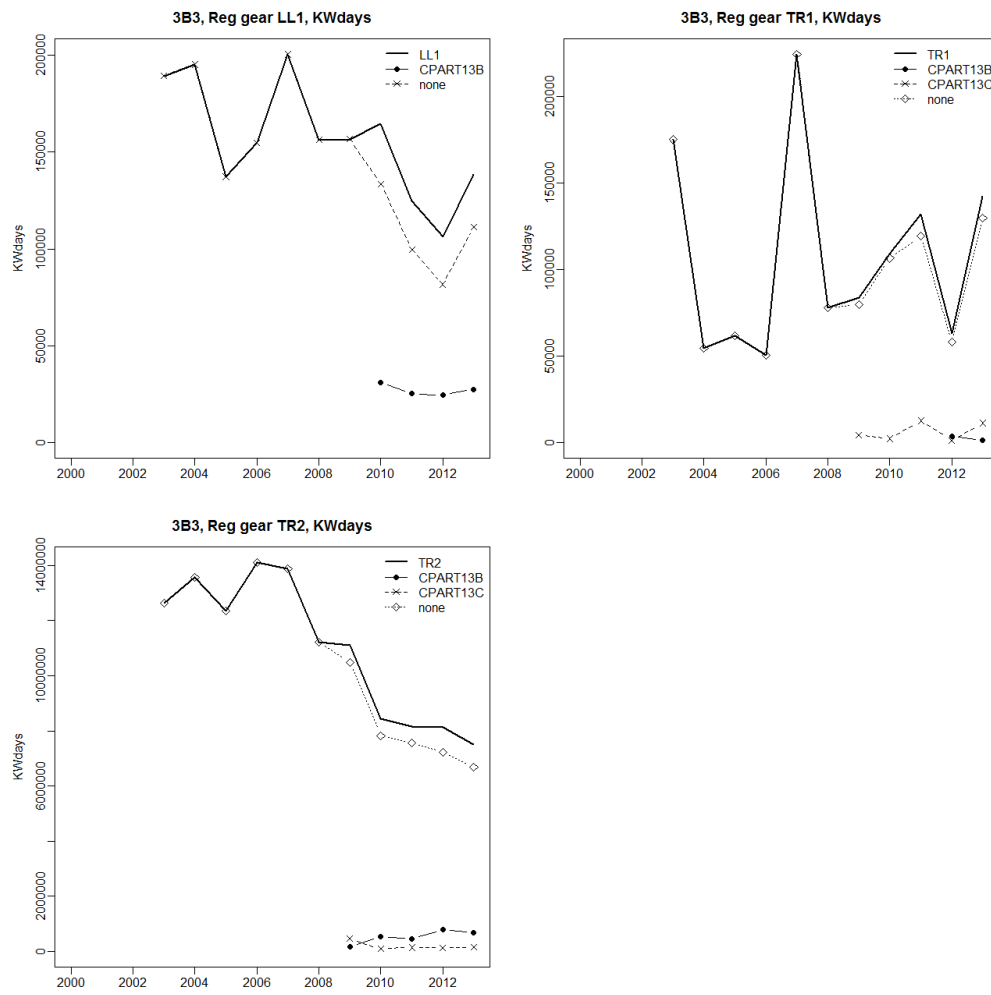 3B3, Reg gear LL1, KWdays
KWdays
200000
150000
100000
50000
0
LL1
CPART13B
none
2000 2002 2004 2006 2008 2010 2012
3B3, Reg gear TR1, KWdays
KWdays
200000
150000
100000
50000
0
TR1
CPART13B
CPART13C
none
2000 2002 2004 2006 2008 2010 2012
3B3, Reg gear TR2, KWdays
KWdays
14000000
10000000
6000000
2000000
0
TR2
CPART13B
CPART13C
none
2000 2002 2004 2006 2008 2010 2012